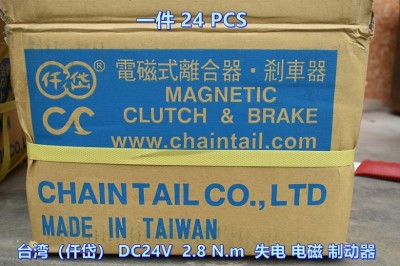 一件 24 PCS
仟岱 ®
電磁式離合器·剎車器
MAGNETIC
CLUTCH & BRAKE
www.chaintail.com
CHAIN TAIL CO., LTD
MADE IN TAIWAN
台湾（仟岱） DC24V 2.8 N.m 失电 电磁 制动器